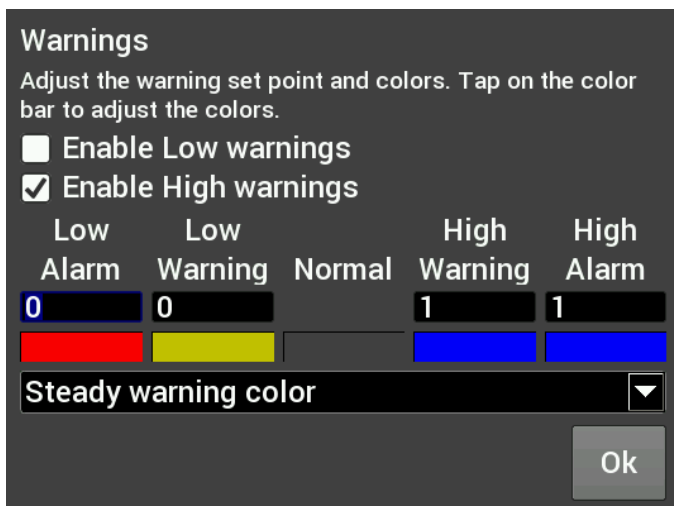 Warnings
Adjust the warning set point and colors. Tap on the color
bar to adjust the colors.
Enable Low warnings
Enable High warnings
Low Low High High
Alarm Warning Normal Warning Alarm
0 0 1 1
Steady warning color
Ok